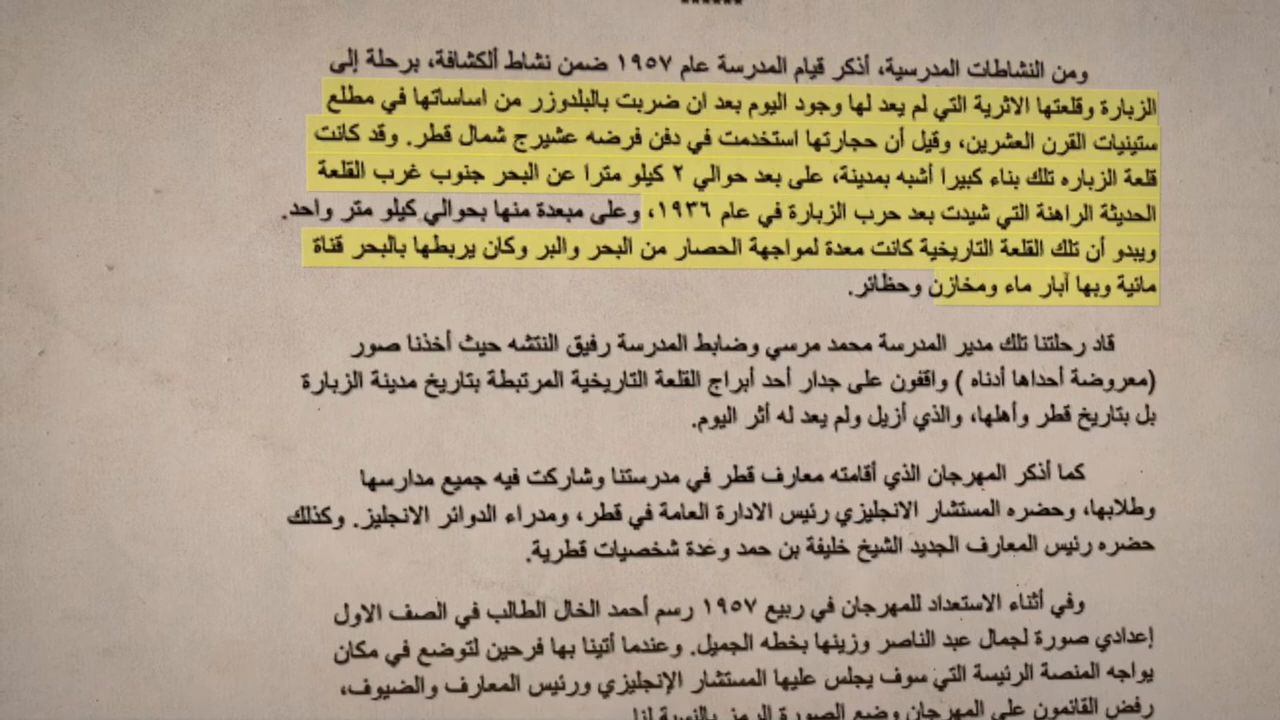 ومن النشاطات المدرسية، أذكر قيام المدرسة عام ١٩٥٧ ضمن نشاط ألكشافة، برحلة إلى
الزبارة وقلعتها الاثرية التي لم يعد لها وجود اليوم بعد ان ضربت بالبلدوزر من اساساتها في مطلع
ستينيات القرن العشرين، وقيل أن حجارتها استخدمت في دفن فرضه عشيرج شمال قطر. وقد كانت
قلعة الزباره تلك بناء كبيرا أشبه بمدينة، على بعد حوالي ٢ كيلو مترا عن البحر جنوب غرب القلعة
الحديثة الراهنة التي شيدت بعد حرب الزبارة في عام ١٩٣٦، وعلى مبعدة منها بحوالي كيلو متر واحد.
ويبدو أن تلك القلعة التاريخية كانت معدة لمواجهة الحصار من البحر والبر وكان يربطها بالبحر قناة
مائية وبها آبار ماء ومخازن وحظائر.
قاد رحلتنا تلك مدير المدرسة محمد مرسي وضابط المدرسة رفيق النتشه حيث أخذنا صور
(معروضة أحداها أدناه ) واقفون على جدار أحد أبراج القلعة التاريخية المرتبطة بتاريخ مدينة الزبارة
بل بتاريخ قطر وأهلها، والذي أزيل ولم يعد له أثر اليوم.
كما أذكر المهرجان الذي أقامته معارف قطر في مدرستنا وشاركت فيه جميع مدارسها
وطلابها، وحضره المستشار الانجليزي رئيس الادارة العامة في قطر، ومدراء الدوائر الانجليز. وكذلك
حضره رئيس المعارف الجديد الشيخ خليفة بن حمد وعدة شخصيات قطرية.
وفي أثناء الاستعداد للمهرجان في ربيع ١٩٥٧ رسم أحمد الخال الطالب في الصف الاول
إعدادي صورة لجمال عبد الناصر وزينها بخطه الجميل. وعندما أتينا بها فرحين لتوضع في مكان
يواجه المنصة الرئيسة التي سوف يجلس عليها المستشار الإنجليزي ورئيس المعارف والضيوف،
رفض القائمون على المهرجان وضع الصورة الرمز بالنسبة لنا